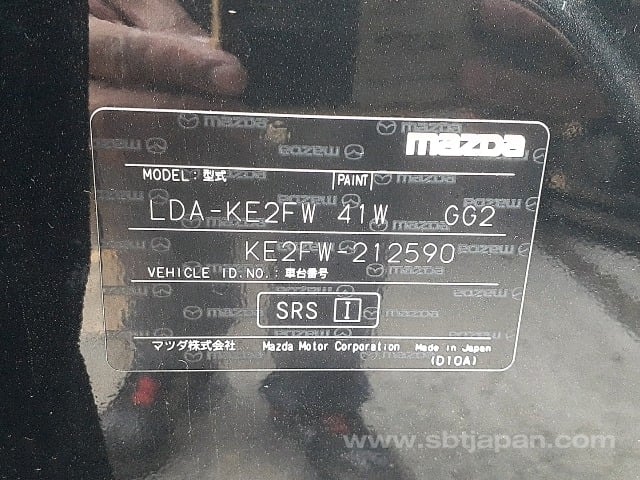 mazda
MODEL:型式 PAINT
LDA-KE2FW 41W GG2
KE2FW-212590
VEHICLE ID.NO.:車台番号
SRS I
マツダ株式会社 Mazda Motor Corporation Made in Japan
(D10A)
www.sbtjapan.com